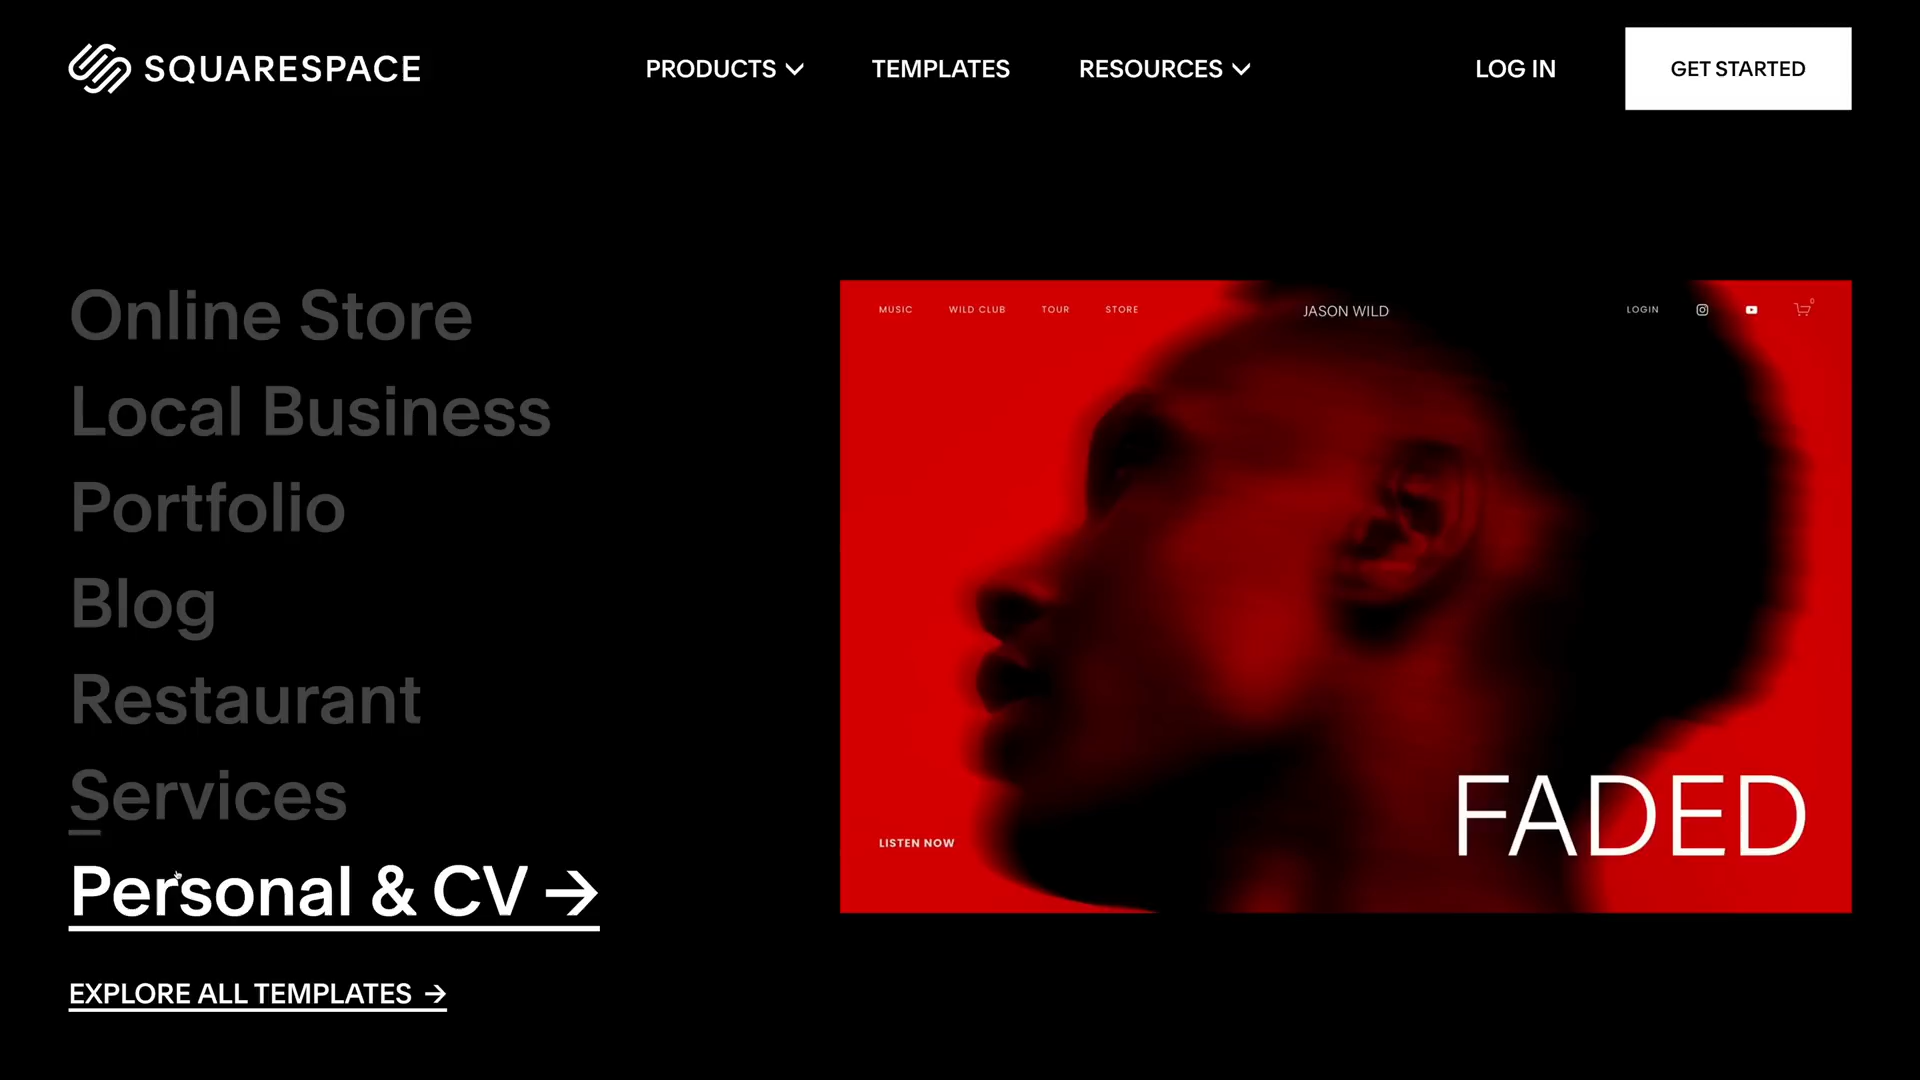 SQUARESPACE
PRODUCTS
TEMPLATES
RESOURCES
LOG IN
GET STARTED
Online Store
Local Business
Portfolio
Blog
Restaurant
Services
Personal & CV →
EXPLORE ALL TEMPLATES →
MUSIC
WILD CLUB
TOUR
STORE
JASON WILD
LOGIN
0
LISTEN NOW
FADED